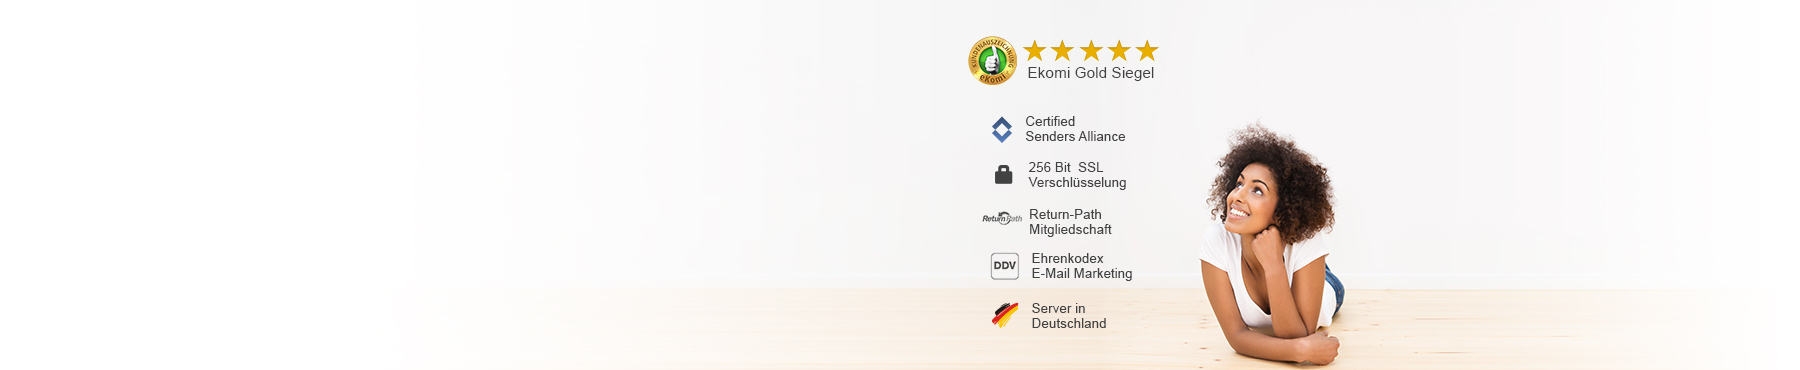 KUNDENAUSZEICHNUNG
eKomi
Ekomi Gold Siegel
Certified
Senders Alliance
256 Bit SSL
Verschlüsselung
ReturnPath
Return-Path
Mitgliedschaft
DDV
Ehrenkodex
E-Mail Marketing
Server in
Deutschland